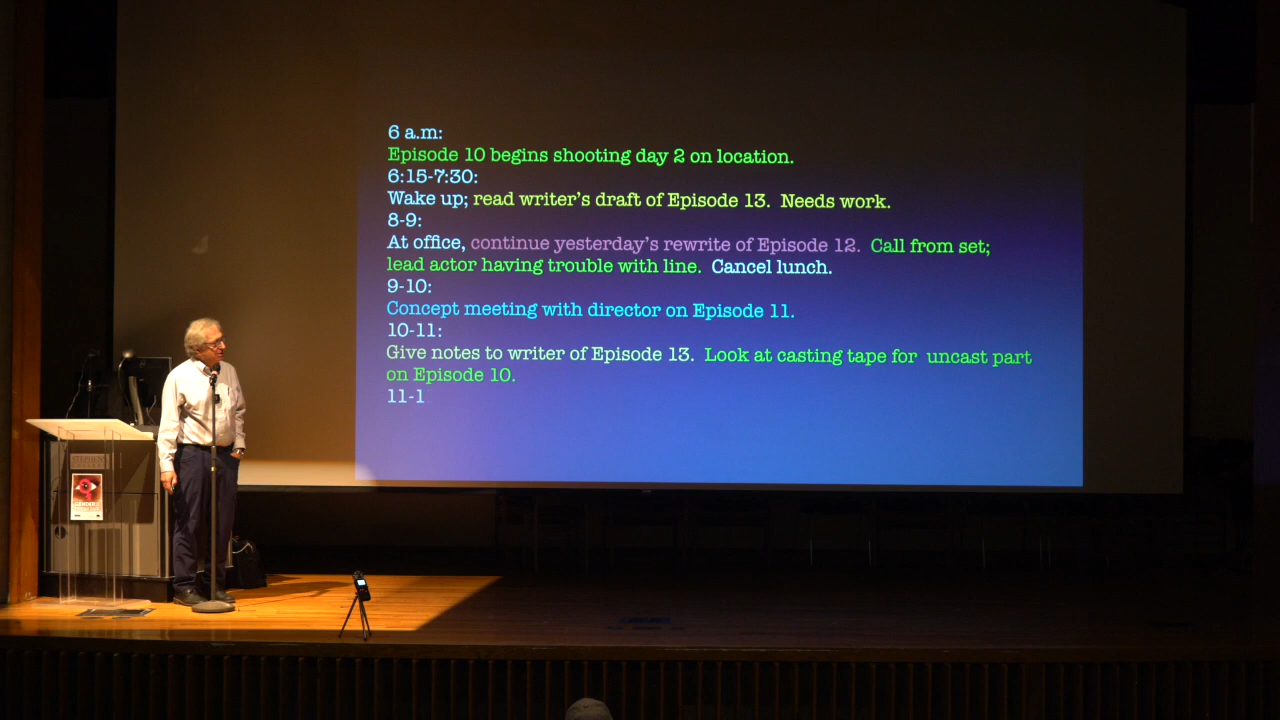 6 a.m:
Episode 10 begins shooting day 2 on location.
6:15-7:30:
Wake up; read writer's draft of Episode 13.  Needs work.
8-9:
At office, continue yesterday's rewrite of Episode 12.  Call from set;
lead actor having trouble with line.  Cancel lunch.
9-10:
Concept meeting with director on Episode 11.
10-11:
Give notes to writer of Episode 13.  Look at casting tape for  uncast part
on Episode 10.
11-1
STEPHENS
GENDER